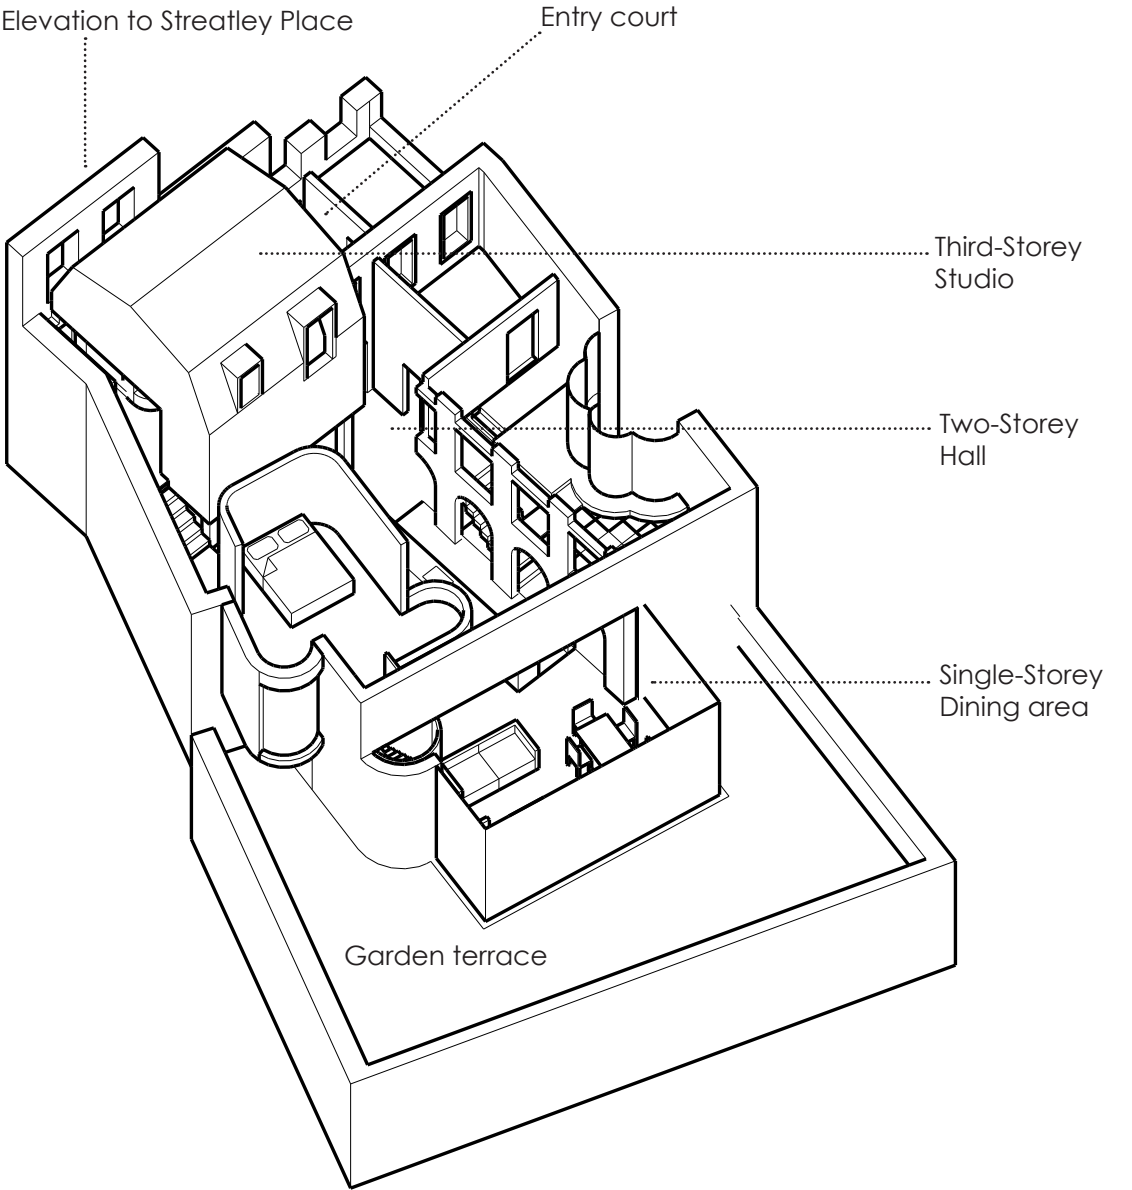 Elevation to Streatley Place
Entry court
Third-Storey
Studio
Two-Storey
Hall
Single-Storey
Dining area
Garden terrace